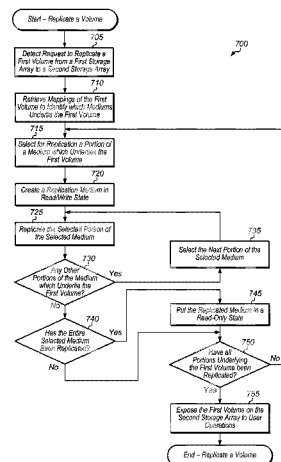 Start – Replicate a Volume
705
700
Detect Request to Replicate a
First Volume from a First Storage
Array to a Second Storage Array
710
Retrieve Mappings of the First
Volume to Identify which Mediums
Underlie the First Volume
715
Select for Replication a Portion of
a Medium which Underlies the
First Volume
720
Create a Replication Medium in
Read/Write State
725
Replicate the Selected Portion of
the Selected Medium
735
Select the Next Portion of the
Selected Medium
730
Any Other
Portions of the Medium
which Underlie the
First Volume?
Yes
No
740
Has the Entire
Selected Medium
been Replicated?
Yes
No
745
Put the Replicated Medium in a
Read-Only State
750
Have all
Portions Underlying
the First Volume been
Replicated?
No
Yes
755
Expose the First Volume on the
Second Storage Array to User
Operations
End – Replicate a Volume